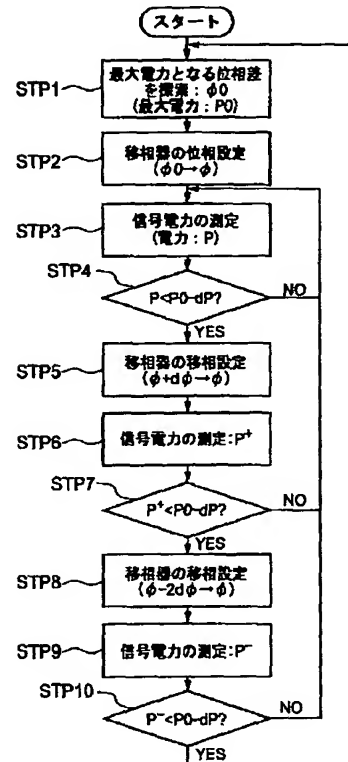 スタート
STP1
最大電力となる位相差
を探索：φ0
(最大電力：P0)
STP2
移相器の位相設定
(φ0→φ)
STP3
信号電力の測定
(電力：P)
STP4
P<P0-dP?
NO
YES
STP5
移相器の移相設定
(φ+dφ→φ)
STP6
信号電力の測定:P+
STP7
P+<P0-dP?
NO
YES
STP8
移相器の移相設定
(φ-2dφ→φ)
STP9
信号電力の測定:P-
STP10
P-<P0-dP?
NO
YES